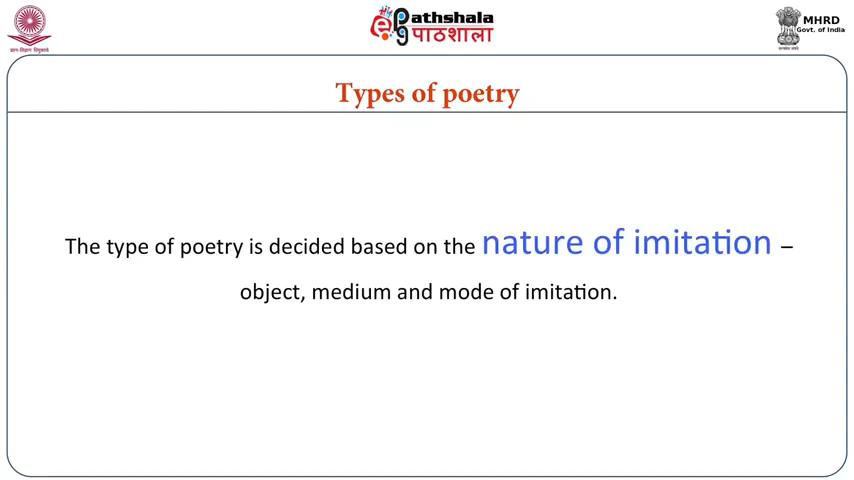 ePgpathshala
पाठशाला
MHRD
Govt. of India
Types of poetry
The type of poetry is decided based on the nature of imitation –
object, medium and mode of imitation.